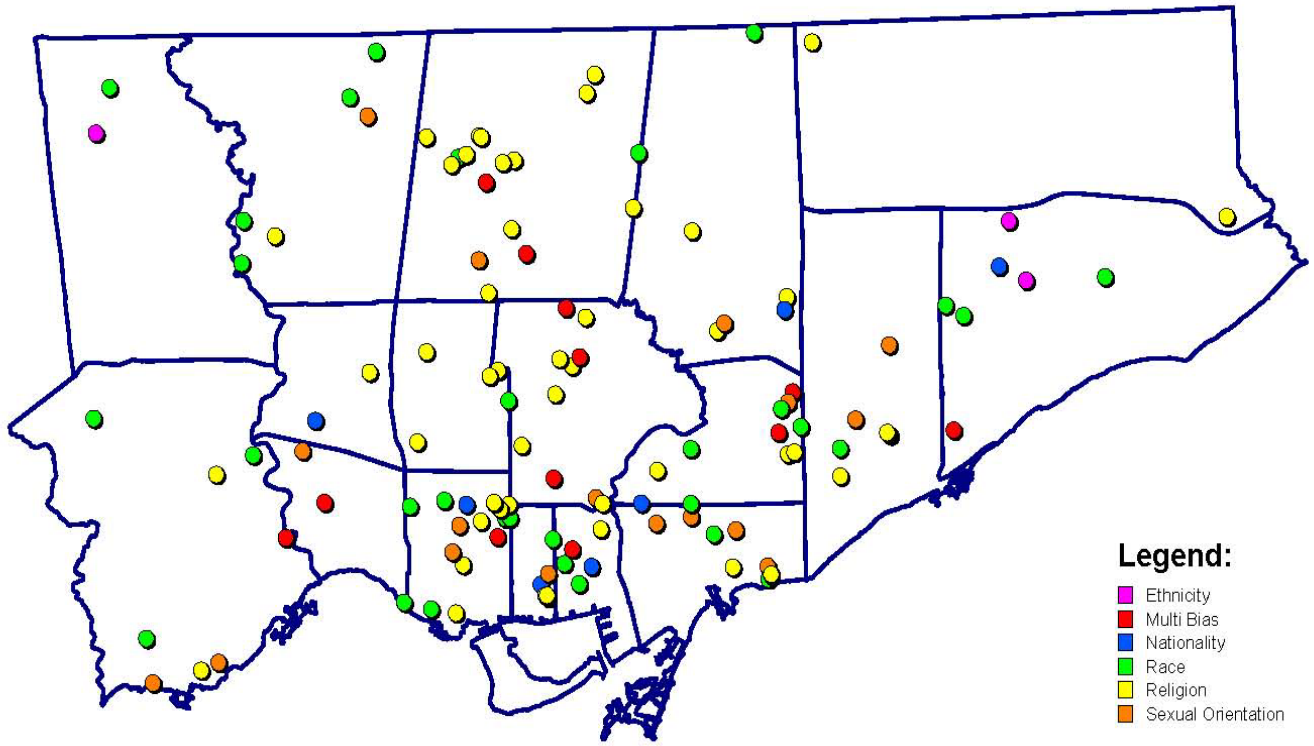 Legend:
Ethnicity
Multi Bias
Nationality
Race
Religion
Sexual Orientation